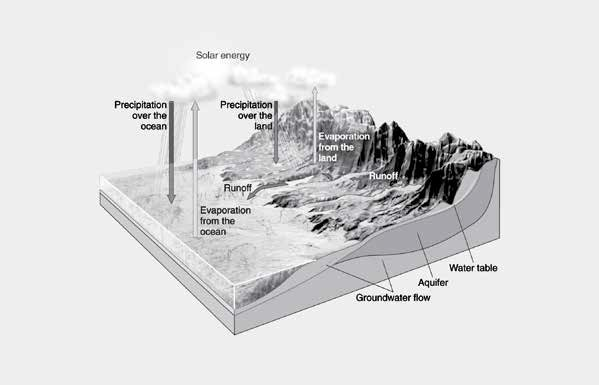 Solar energy
Precipitation
over the
ocean
Precipitation
over the
land
Evaporation
from the
land
Runoff
Runoff
Evaporation
from the
ocean
Water table
Aquifer
Groundwater flow